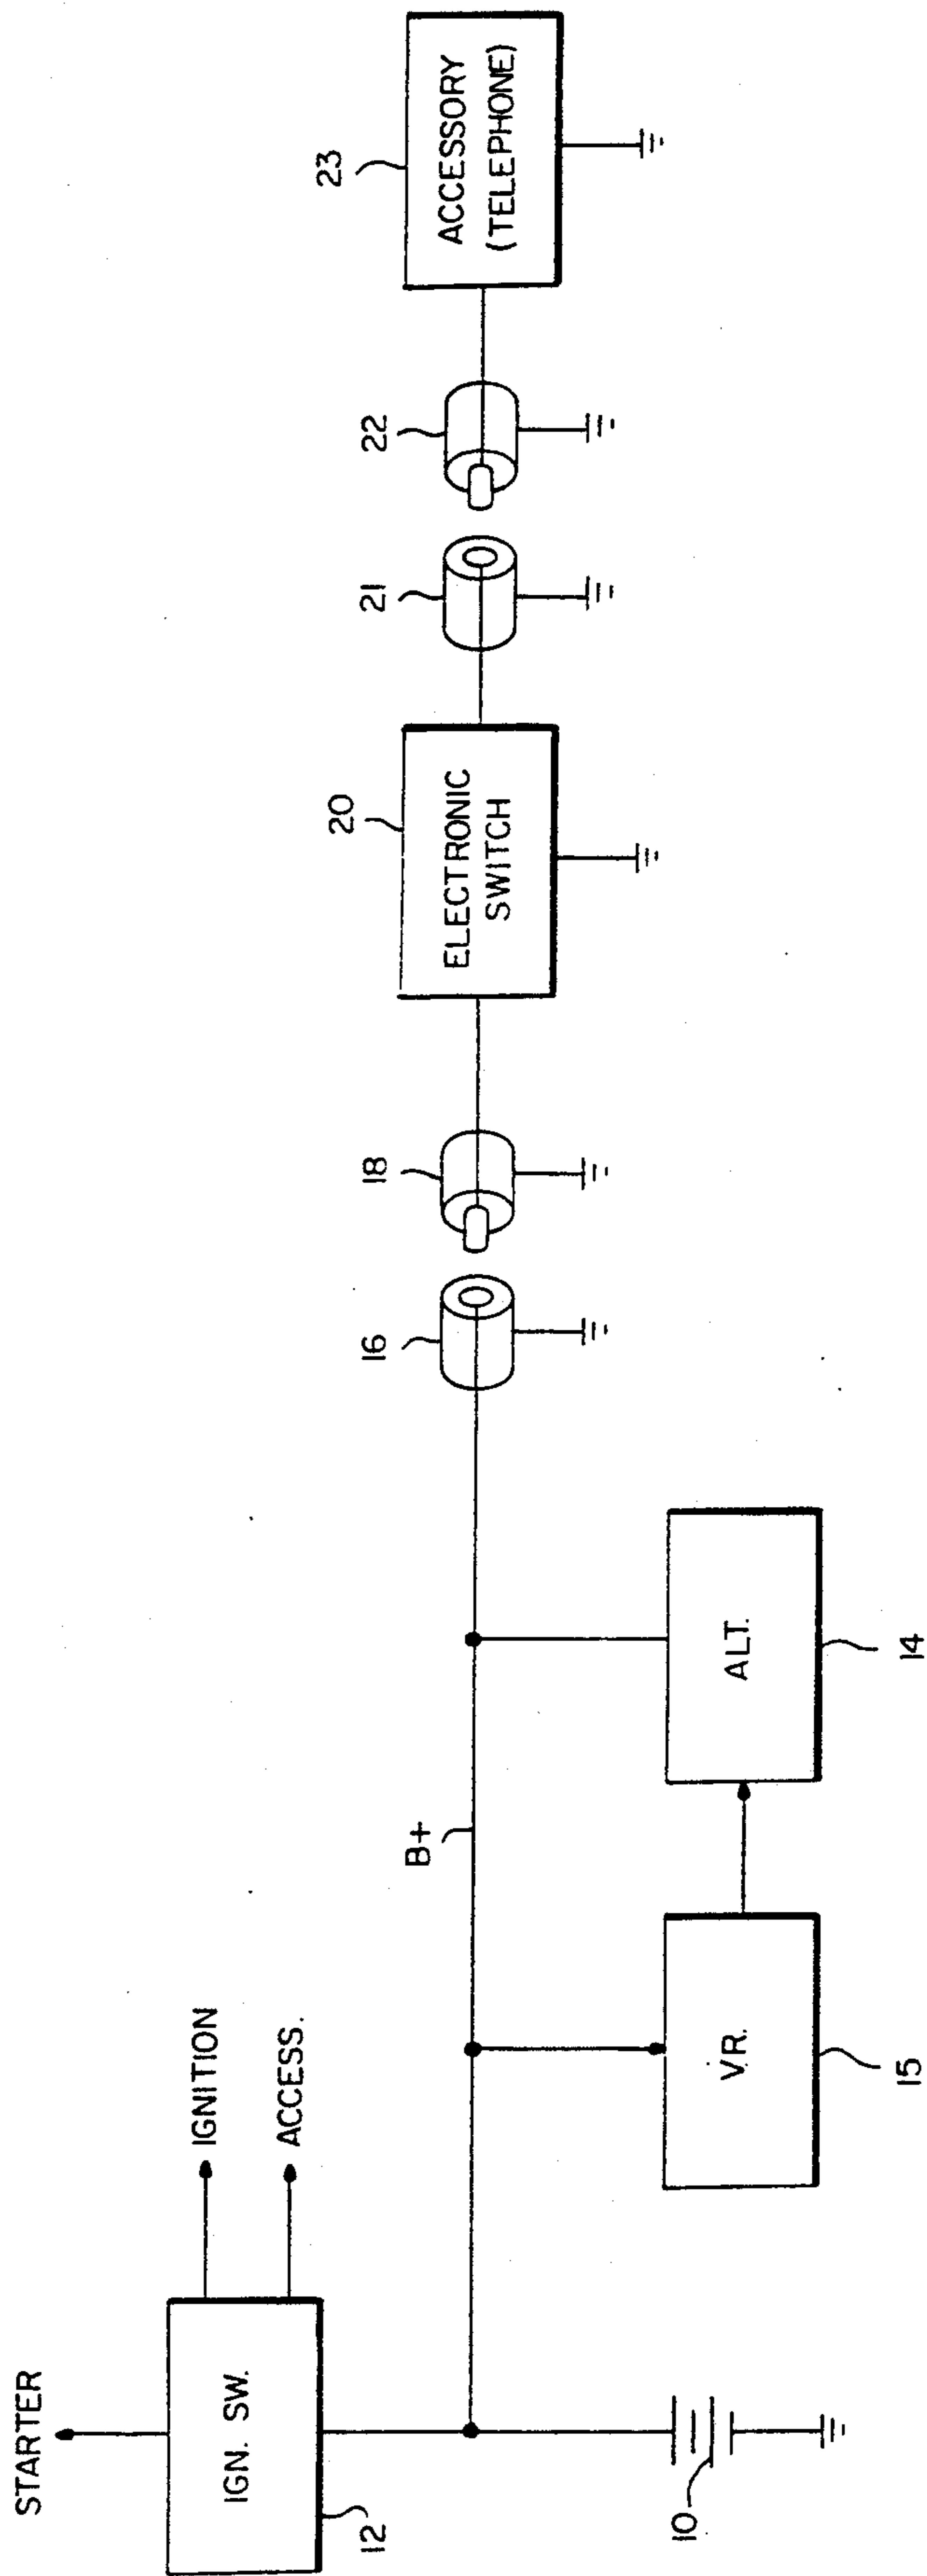 STARTER
IGN. SW.
12
IGNITION
ACCESS.
10
B+
V.R.
15
ALT.
14
16
18
20
ELECTRONIC
SWITCH
21
22
23
ACCESSORY
(TELEPHONE)